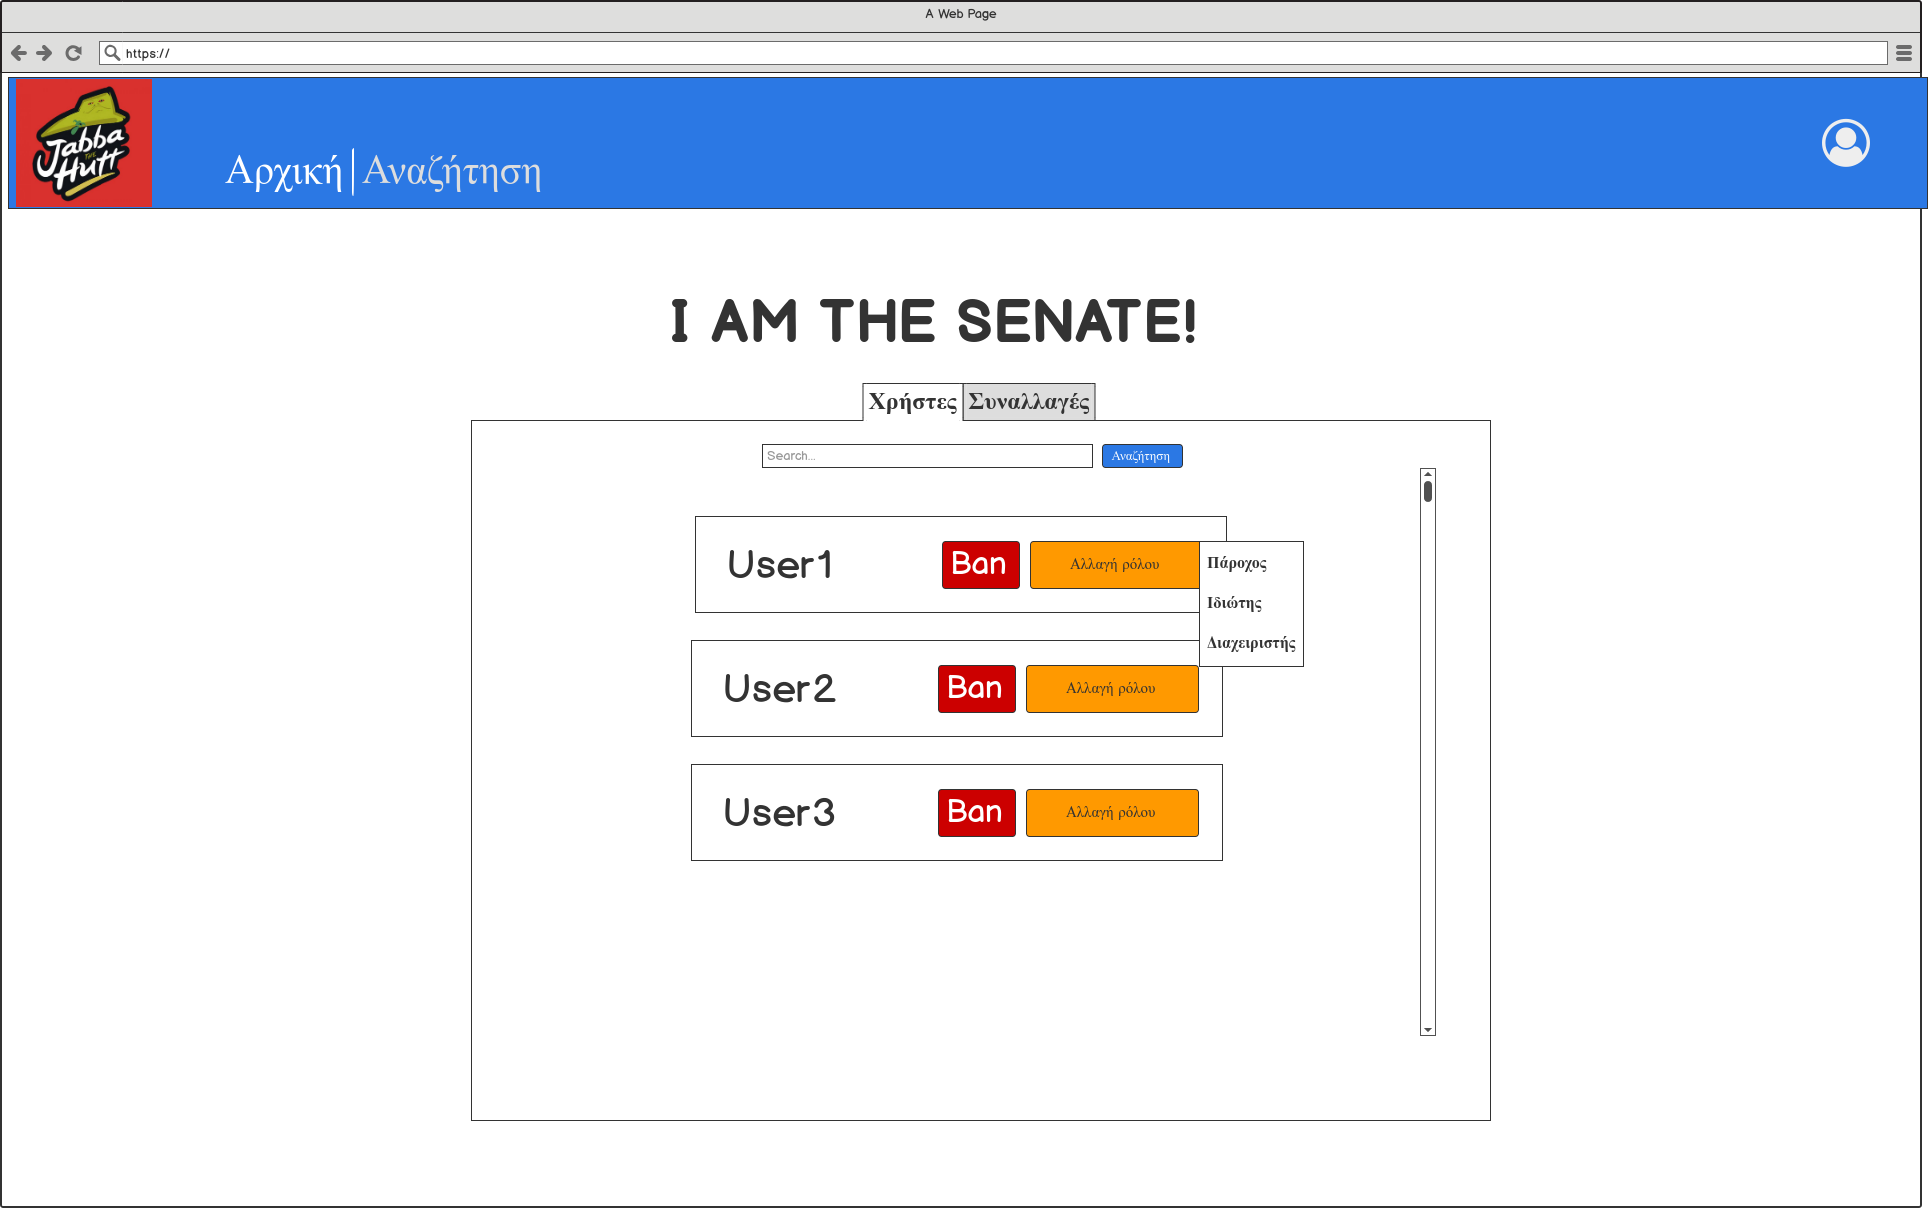 A Web Page
https://
Jabba
THE
Hutt
Αρχική Αναζήτηση
I AM THE SENATE!
Χρήστες Συναλλαγές
Search... Αναζήτηση
User1 Ban Αλλαγή ρόλου Πάροχος
Ιδιώτης
Διαχειριστής
User2 Ban Αλλαγή ρόλου
User3 Ban Αλλαγή ρόλου